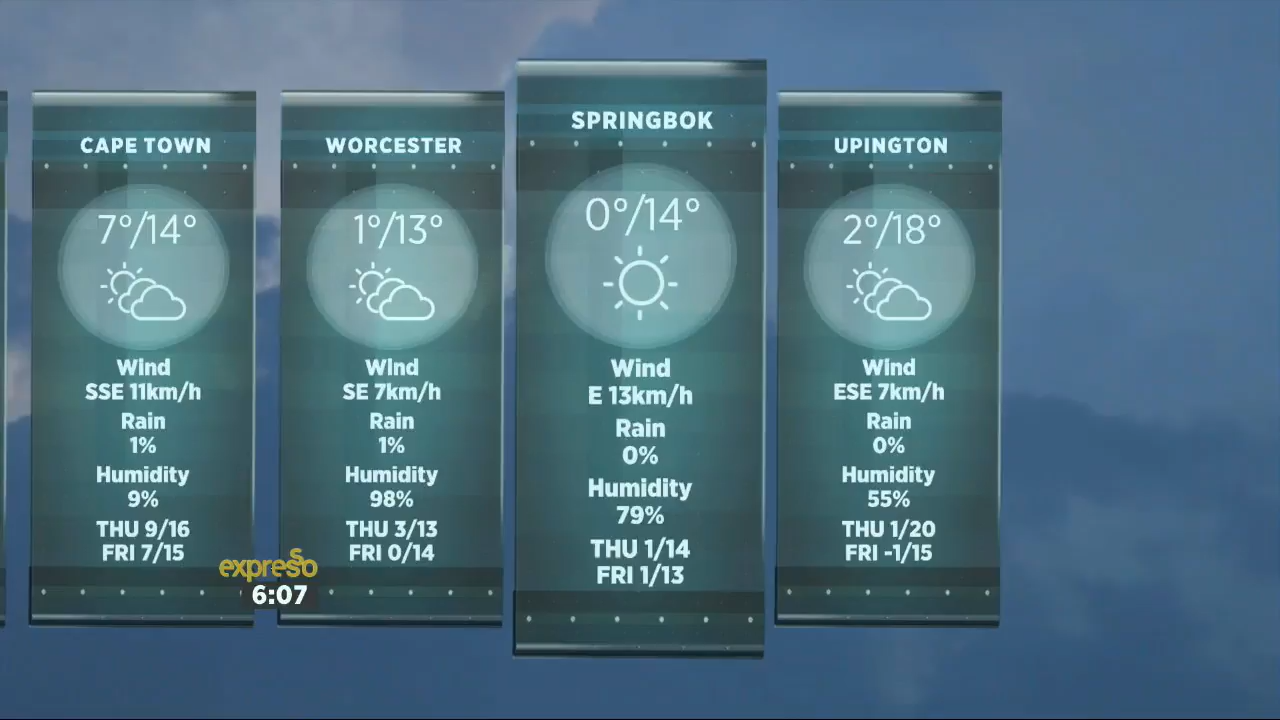 CAPE TOWN
7°/14°
Wind
SSE 11km/h
Rain
1%
Humidity
9%
THU 9/16
FRI 7/15
WORCESTER
1°/13°
Wind
SE 7km/h
Rain
1%
Humidity
98%
THU 3/13
FRI 0/14
SPRINGBOK
0°/14°
Wind
E 13km/h
Rain
0%
Humidity
79%
THU 1/14
FRI 1/13
UPINGTON
2°/18°
Wind
ESE 7km/h
Rain
0%
Humidity
55%
THU 1/20
FRI -1/15
expresso
6:07